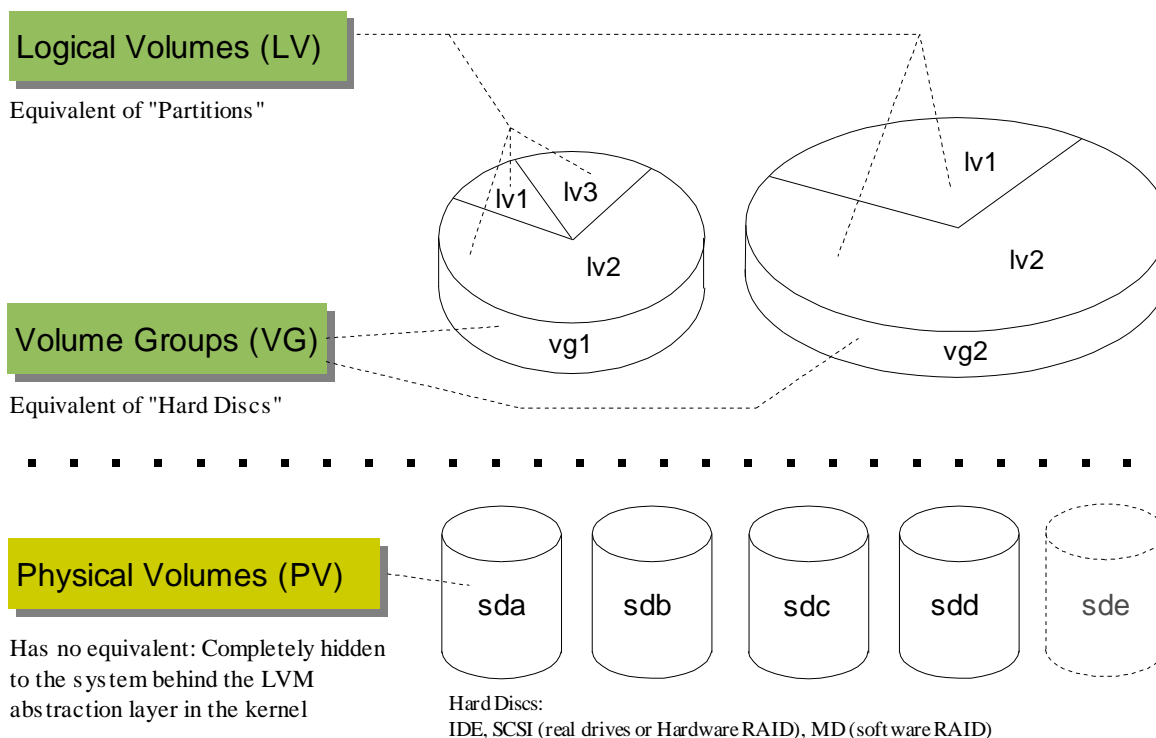 Logical Volumes (LV)
Equivalent of "Partitions"
lv1
lv3
lv2
lv1
lv2
Volume Groups (VG)
vg1
vg2
Equivalent of "Hard Discs"
Physical Volumes (PV)
sda
sdb
sdc
sdd
sde
Has no equivalent: Completely hidden
to the system behind the LVM
abstraction layer in the kernel
Hard Discs:
IDE, SCSI (real drives or Hardware RAID), MD (software RAID)